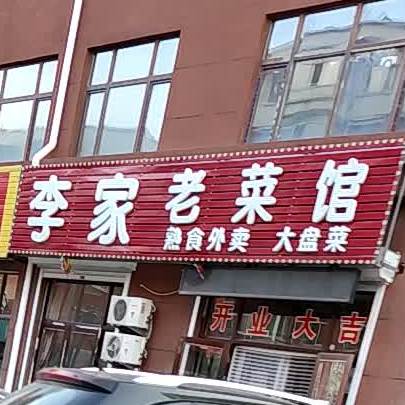 李家老菜馆
熟食外卖 大盘菜
开业大吉